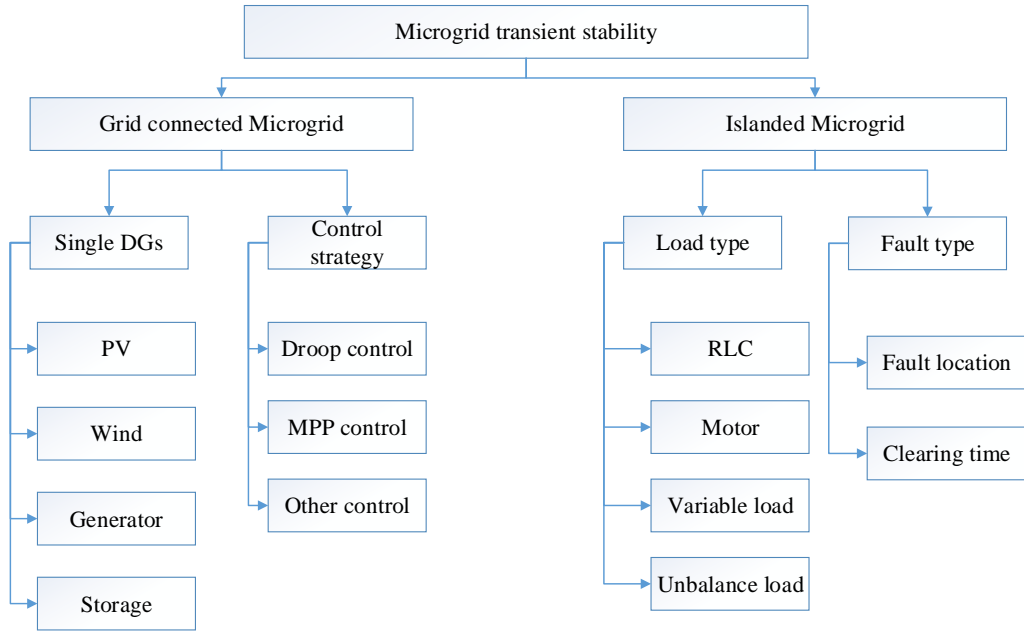 Microgrid transient stability
Grid connected Microgrid
Islanded Microgrid
Single DGs
Control
strategy
Load type
Fault type
PV
Wind
Generator
Storage
Droop control
MPP control
Other control
RLC
Motor
Variable load
Unbalance load
Fault location
Clearing time